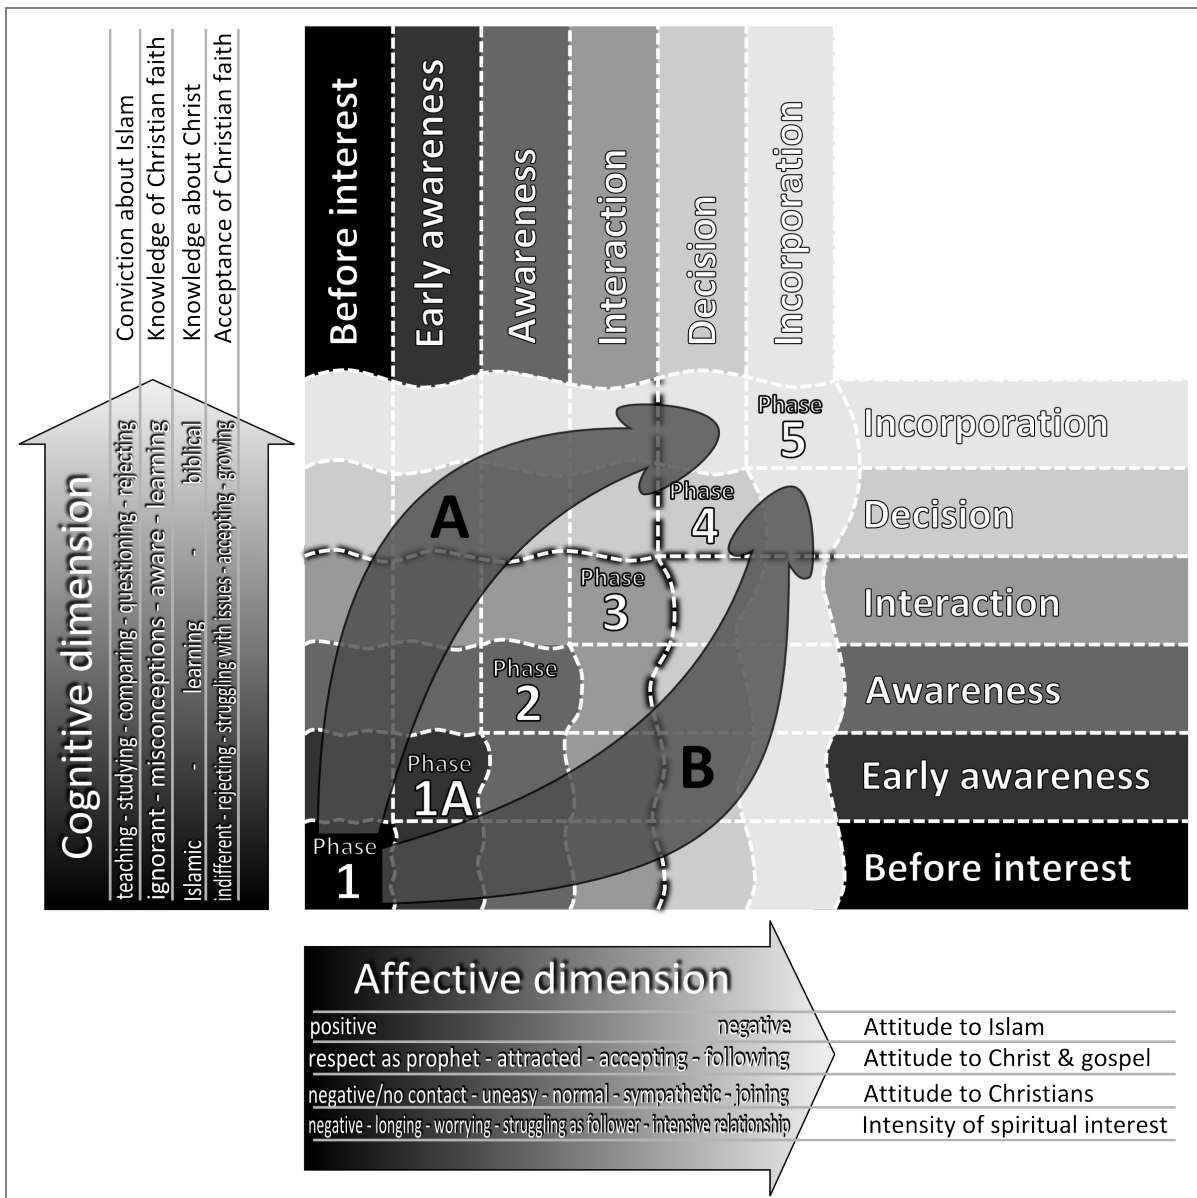 Conviction about Islam
Knowledge of Christian faith
Knowledge about Christ
Acceptance of Christian faith
Cognitive dimension
teaching - studying - comparing - questioning - rejecting
ignorant - misconceptions - aware - learning
Islamic - learning - biblical
indifferent - rejecting - struggling with issues - accepting - growing
Before interest
Early awareness
Awareness
Interaction
Decision
Incorporation
Phase
5
Incorporation
A
Phase
4
Decision
Phase
3
Interaction
Phase
2
Awareness
Phase
1A
B
Early awareness
Phase
1
Before interest
Affective dimension
positive negative Attitude to Islam
respect as prophet - attracted - accepting - following Attitude to Christ & gospel
negative/no contact - uneasy - normal - sympathetic - joining Attitude to Christians
negative - longing - worrying - struggling as follower - intensive relationship Intensity of spiritual interest